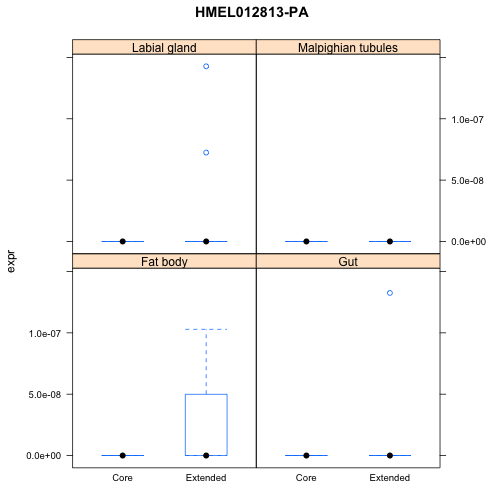 HMEL012813-PA
Labial gland
Malpighian tubules
1.0e-07
5.0e-08
0.0e+00
expr
Fat body
Gut
1.0e-07
5.0e-08
0.0e+00
Core
Extended
Core
Extended